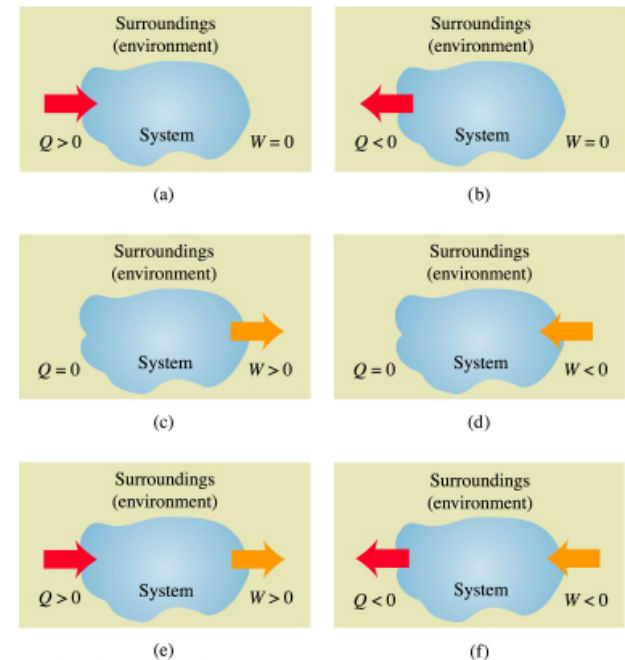 Surroundings
(environment)
System
Q > 0
W = 0
(a)
Surroundings
(environment)
System
Q < 0
W = 0
(b)
Surroundings
(environment)
System
Q = 0
W > 0
(c)
Surroundings
(environment)
System
Q = 0
W < 0
(d)
Surroundings
(environment)
System
Q > 0
W > 0
(e)
Surroundings
(environment)
System
Q < 0
W < 0
(f)